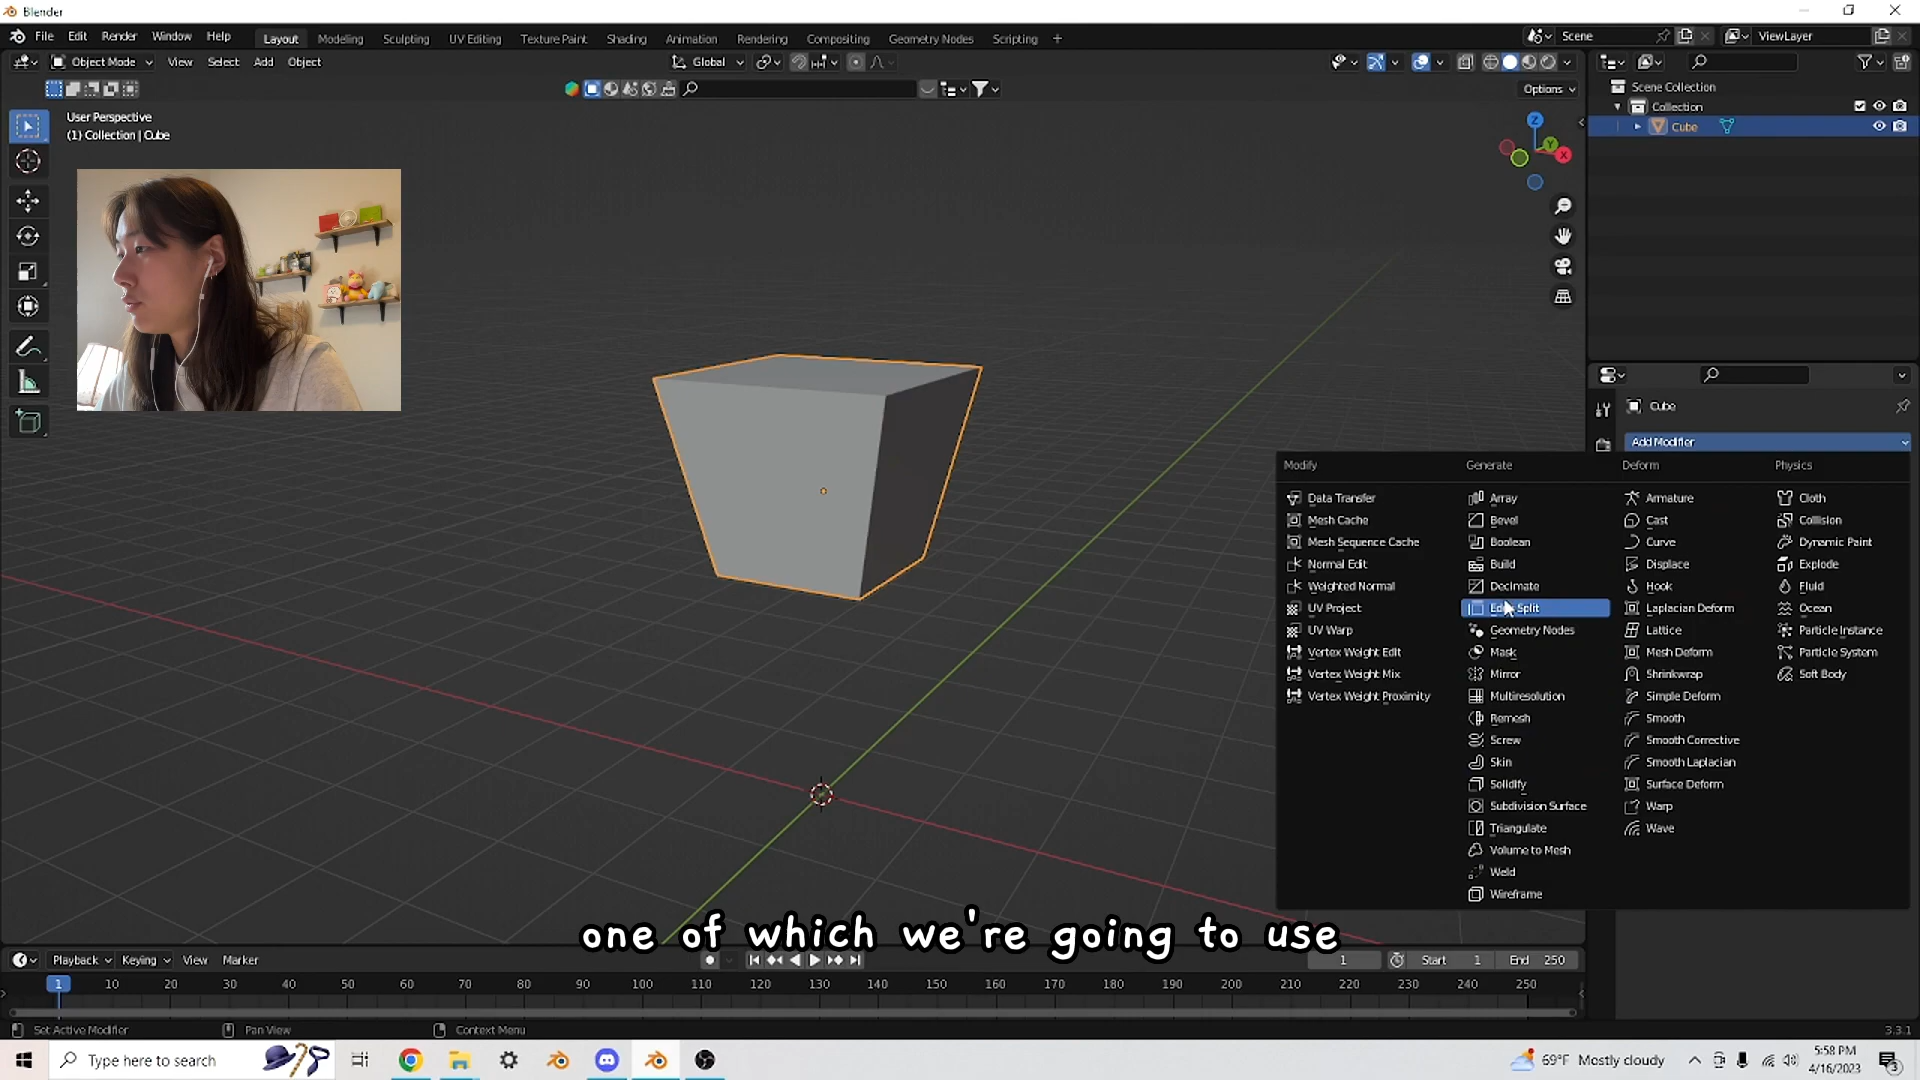 Blender
File Edit Render Window Help Layout Modeling Sculpting UV Editing Texture Paint Shading Animation Rendering Compositing Geometry Nodes Scripting + Scene ViewLayer
Object Mode View Select Add Object Global
Options
User Perspective
(1) Collection | Cube
Z
Y
X
Scene Collection
Collection
Cube
Cube
Add Modifier
Modify Generate Deform Physics
Data Transfer Array Armature Cloth
Mesh Cache Bevel Cast Collision
Mesh Sequence Cache Boolean Curve Dynamic Paint
Normal Edit Build Displace Explode
Weighted Normal Decimate Hook Fluid
UV Project Edge Split Laplacian Deform Ocean
UV Warp Geometry Nodes Lattice Particle Instance
Vertex Weight Edit Mask Mesh Deform Particle System
Vertex Weight Mix Mirror Shrinkwrap Soft Body
Vertex Weight Proximity Multiresolution Simple Deform
Remesh Smooth
Screw Smooth Corrective
Skin Smooth Laplacian
Solidify Surface Deform
Subdivision Surface Warp
Triangulate Wave
Volume to Mesh
Weld
Wireframe
one of which we're going to use
Playback Keying View Marker 1 Start 1 End 250
1 10 20 30 40 50 60 70 80 90 100 110 120 130 140 150 160 170 180 190 200 210 220 230 240 250
Set Active Modifier Pan View Context Menu 3.3.1
Type here to search 69°F Mostly cloudy 5:58 PM
4/16/2023 3